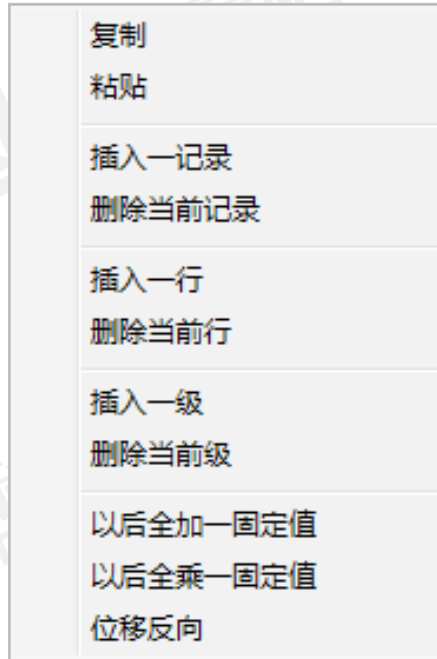 复制
粘贴
插入一记录
删除当前记录
插入一行
删除当前行
插入一级
删除当前级
以后全加一固定值
以后全乘一固定值
位移反向